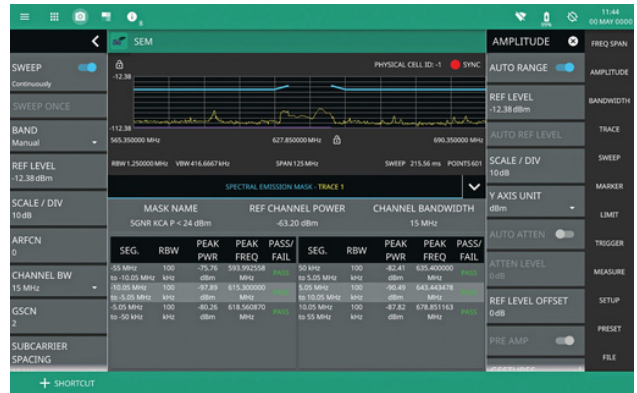 11:44
00 MAY 0000
SEM
SWEEP
Continuously
SWEEP ONCE
BAND
Manual
REF LEVEL
-12.38 dBm
SCALE / DIV
10 dB
ARFCN
0
CHANNEL BW
15 MHz
GSCN
2
SUBCARRIER
SPACING
+ SHORTCUT
PHYSICAL CELL ID: -1 SYNC
-12.38
-112.38
565.350000 MHz 627.850000 MHz 690.350000 MHz
RBW 1.250000 MHz VBW 416.6667 kHz SPAN 125 MHz SWEEP 215.56 ms POINTS 601
SPECTRAL EMISSION MASK - TRACE 1
MASK NAME REF CHANNEL POWER CHANNEL BANDWIDTH
5GNR KCA P < 24 dBm -63.20 dBm 15 MHz
SEG. RBW PEAK PWR PEAK FREQ PASS/FAIL SEG. RBW PEAK PWR PEAK FREQ PASS/FAIL
-55 MHz 100 -75.76 593.992558 PASS 50 kHz 100 -82.41 635.400000 PASS
to -10.05 MHz kHz dBm MHz to 5.05 MHz kHz dBm MHz
-10.05 MHz 100 -97.89 615.300000 PASS 5.05 MHz 100 -90.49 643.443478 PASS
to -5.05 MHz kHz dBm MHz to 10.05 MHz kHz dBm MHz
-5.05 MHz 100 -80.26 618.560870 PASS 10.05 MHz 100 -87.82 678.851163 PASS
to -50 kHz kHz dBm MHz to 55 MHz kHz dBm MHz
AMPLITUDE
AUTO RANGE
REF LEVEL
-12.38 dBm
AUTO REF LEVEL
SCALE / DIV
10 dB
Y AXIS UNIT
dBm
AUTO ATTEN
ATTEN LEVEL
0 dB
REF LEVEL OFFSET
0 dB
PRE AMP
FREQ SPAN
AMPLITUDE
BANDWIDTH
TRACE
SWEEP
MARKER
LIMIT
TRIGGER
MEASURE
SETUP
PRESET
FILE